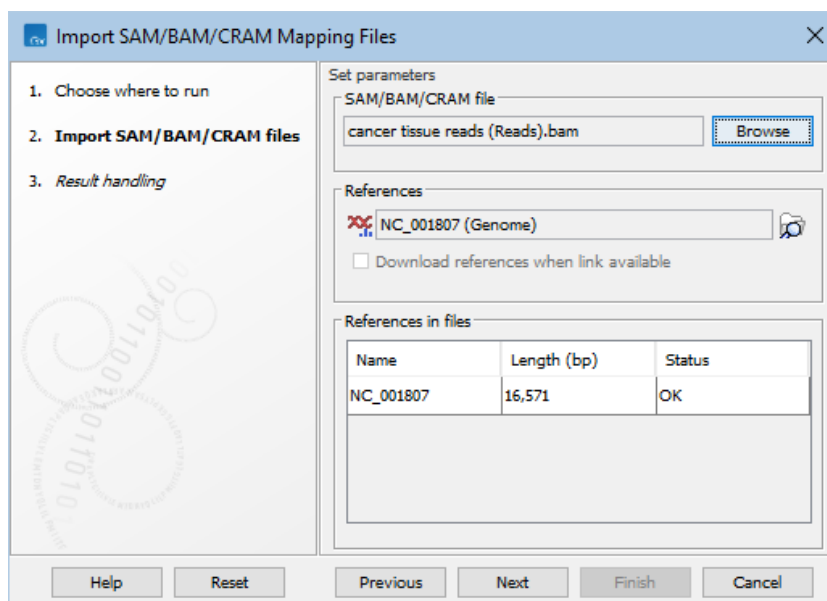 Import SAM/BAM/CRAM Mapping Files
1. Choose where to run
2. Import SAM/BAM/CRAM files
3. Result handling
Set parameters
SAM/BAM/CRAM file
cancer tissue reads (Reads).bam
Browse
References
NC_001807 (Genome)
Download references when link available
References in files
Name Length (bp) Status
NC_001807 16,571 OK
Help Reset Previous Next Finish Cancel